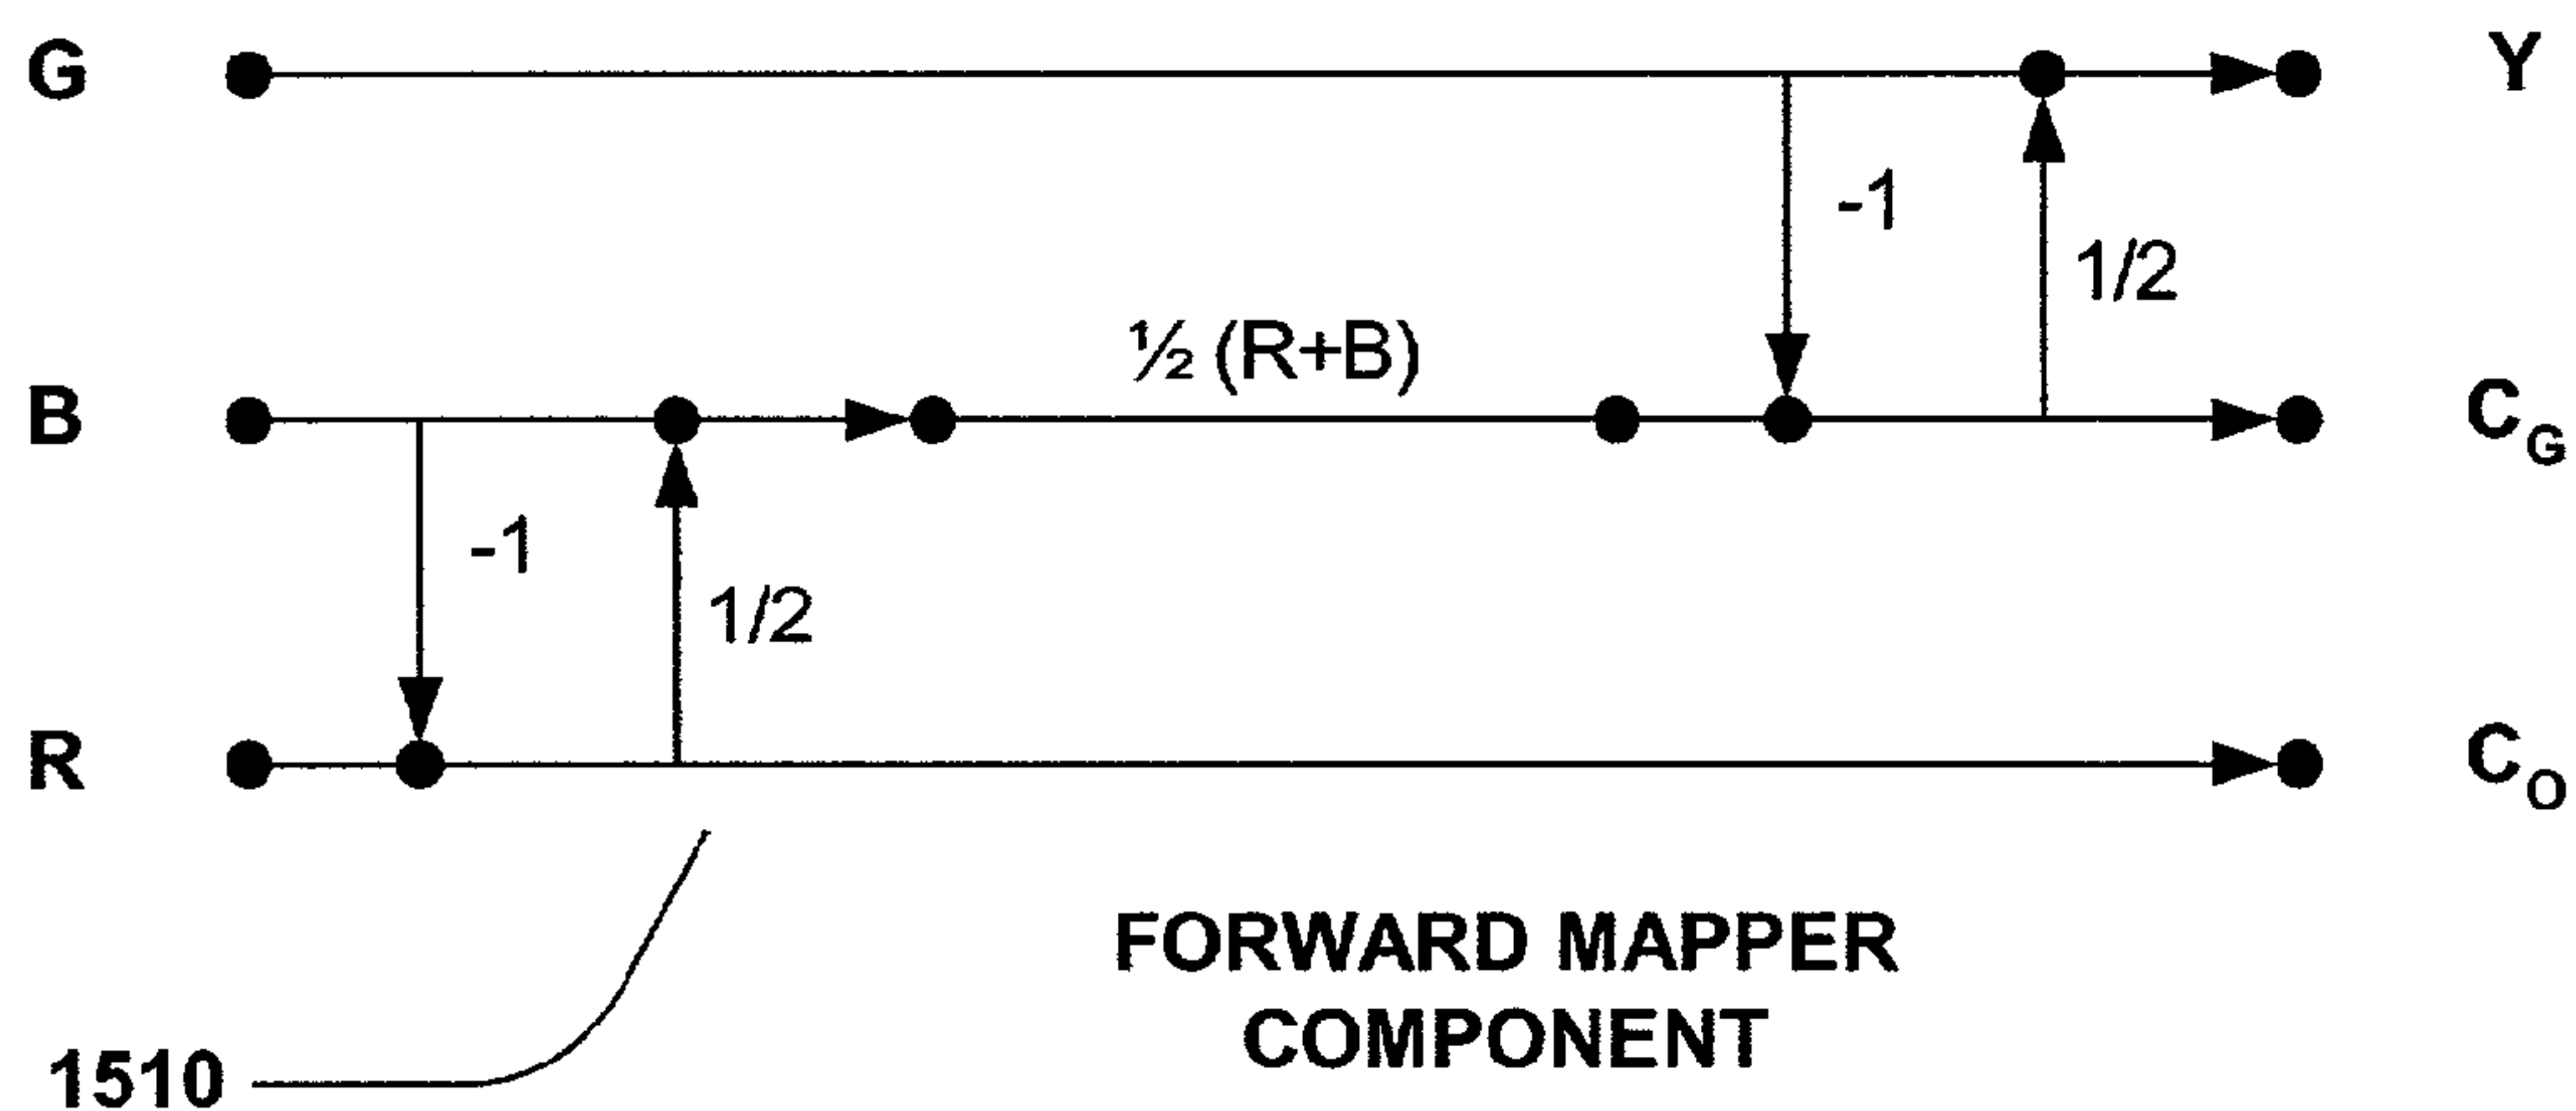 G Y
-1
1/2
½ (R+B)
B C_G
-1
1/2
R C_O
FORWARD MAPPER
COMPONENT
1510